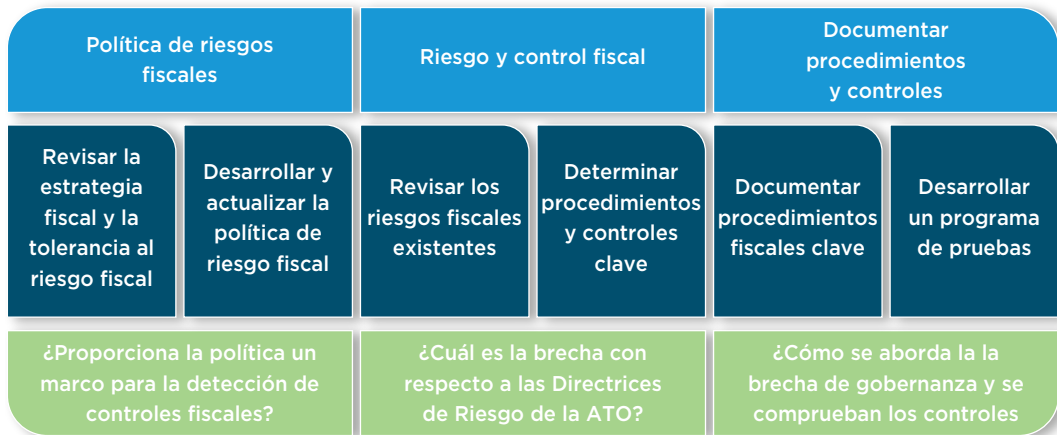 Política de riesgos
fiscales
Riesgo y control fiscal
Documentar
procedimientos
y controles
Revisar la
estrategia
fiscal y la
tolerancia al
riesgo fiscal
Desarrollar y
actualizar la
política de
riesgo fiscal
Revisar los
riesgos fiscales
existentes
Determinar
procedimientos
y controles
clave
Documentar
procedimientos
fiscales clave
Desarrollar
un programa
de pruebas
¿Proporciona la política un
marco para la detección de
controles fiscales?
¿Cuál es la brecha con
respecto a las Directrices
de Riesgo de la ATO?
¿Cómo se aborda la la
brecha de gobernanza y se
comprueban los controles